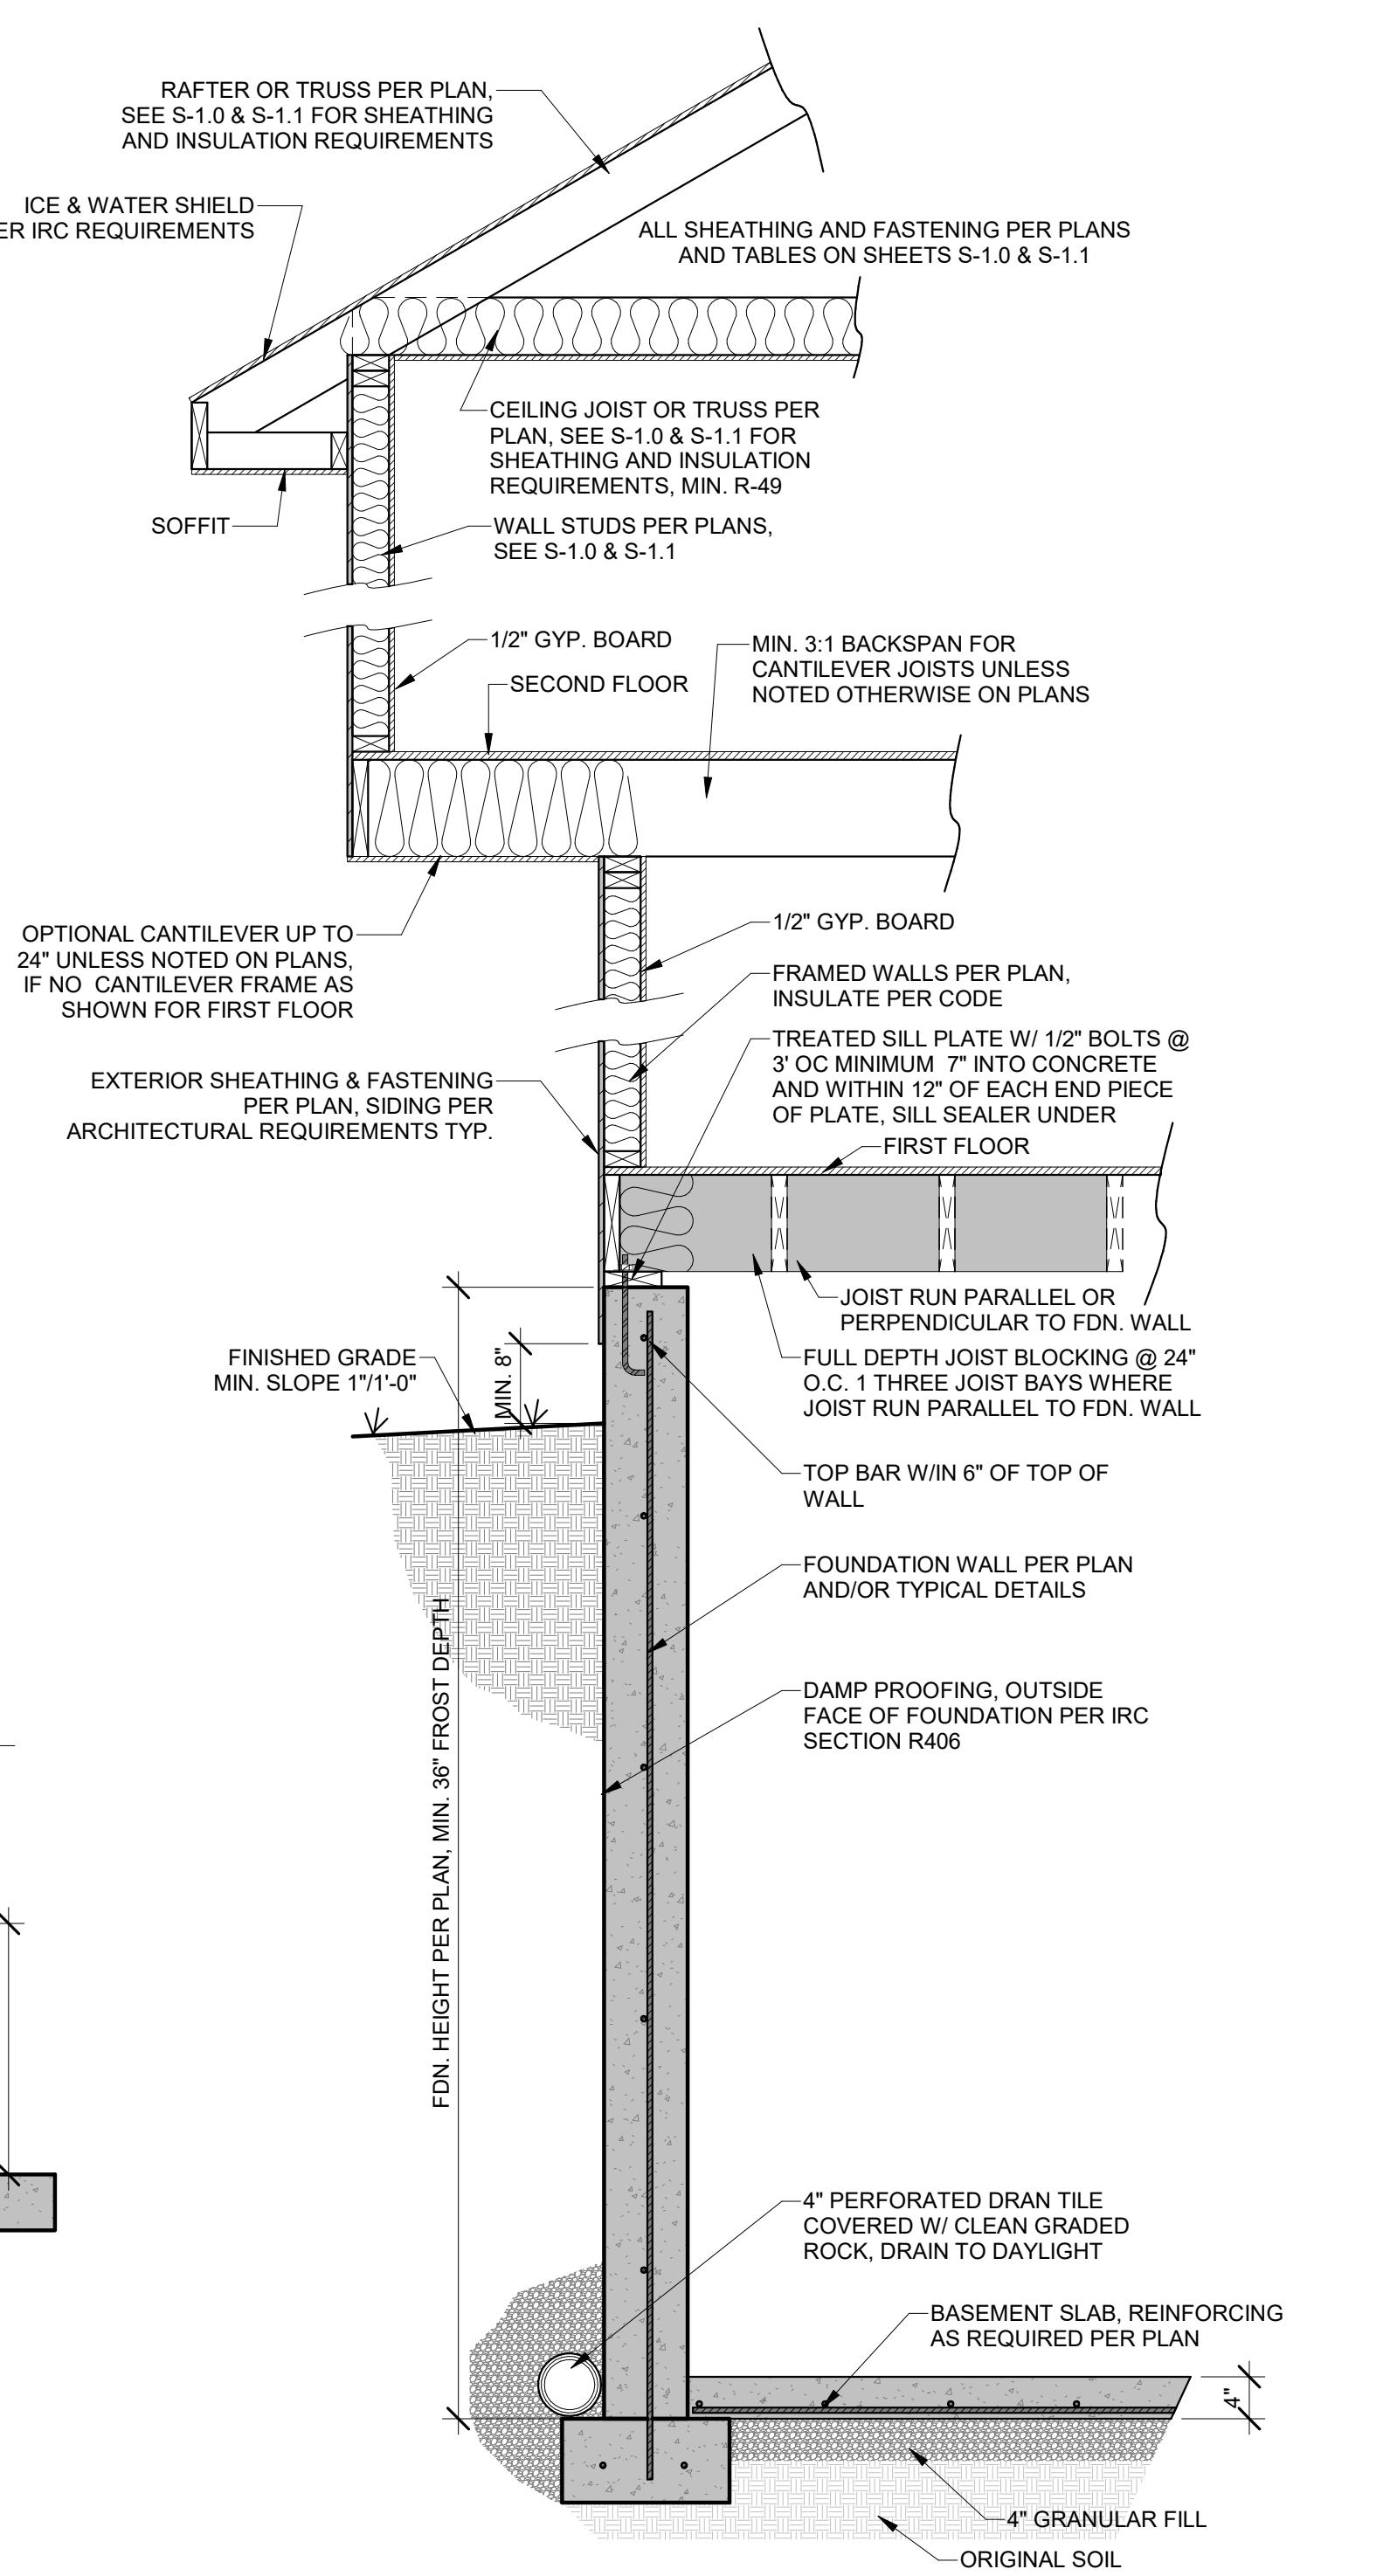 RAFTER OR TRUSS PER PLAN,
SEE S-1.0 & S-1.1 FOR SHEATHING
AND INSULATION REQUIREMENTS
ICE & WATER SHIELD
ER IRC REQUIREMENTS
ALL SHEATHING AND FASTENING PER PLANS
AND TABLES ON SHEETS S-1.0 & S-1.1
CEILING JOIST OR TRUSS PER
PLAN, SEE S-1.0 & S-1.1 FOR
SHEATHING AND INSULATION
REQUIREMENTS, MIN. R-49
SOFFIT
WALL STUDS PER PLANS,
SEE S-1.0 & S-1.1
1/2" GYP. BOARD
SECOND FLOOR
MIN. 3:1 BACKSPAN FOR
CANTILEVER JOISTS UNLESS
NOTED OTHERWISE ON PLANS
OPTIONAL CANTILEVER UP TO
24" UNLESS NOTED ON PLANS,
IF NO CANTILEVER FRAME AS
SHOWN FOR FIRST FLOOR
1/2" GYP. BOARD
FRAMED WALLS PER PLAN,
INSULATE PER CODE
TREATED SILL PLATE W/ 1/2" BOLTS @
3' OC MINIMUM 7" INTO CONCRETE
AND WITHIN 12" OF EACH END PIECE
OF PLATE, SILL SEALER UNDER
EXTERIOR SHEATHING & FASTENING
PER PLAN, SIDING PER
ARCHITECTURAL REQUIREMENTS TYP.
FIRST FLOOR
JOIST RUN PARALLEL OR
PERPENDICULAR TO FDN. WALL
FINISHED GRADE
MIN. SLOPE 1"/1'-0"
MIN. 8"
FULL DEPTH JOIST BLOCKING @ 24"
O.C. 1 THREE JOIST BAYS WHERE
JOIST RUN PARALLEL TO FDN. WALL
TOP BAR W/IN 6" OF TOP OF
WALL
FOUNDATION WALL PER PLAN
AND/OR TYPICAL DETAILS
DAMP PROOFING, OUTSIDE
FACE OF FOUNDATION PER IRC
SECTION R406
FDN. HEIGHT PER PLAN, MIN. 36" FROST DEPTH
4" PERFORATED DRAN TILE
COVERED W/ CLEAN GRADED
ROCK, DRAIN TO DAYLIGHT
BASEMENT SLAB, REINFORCING
AS REQUIRED PER PLAN
4"
4" GRANULAR FILL
ORIGINAL SOIL